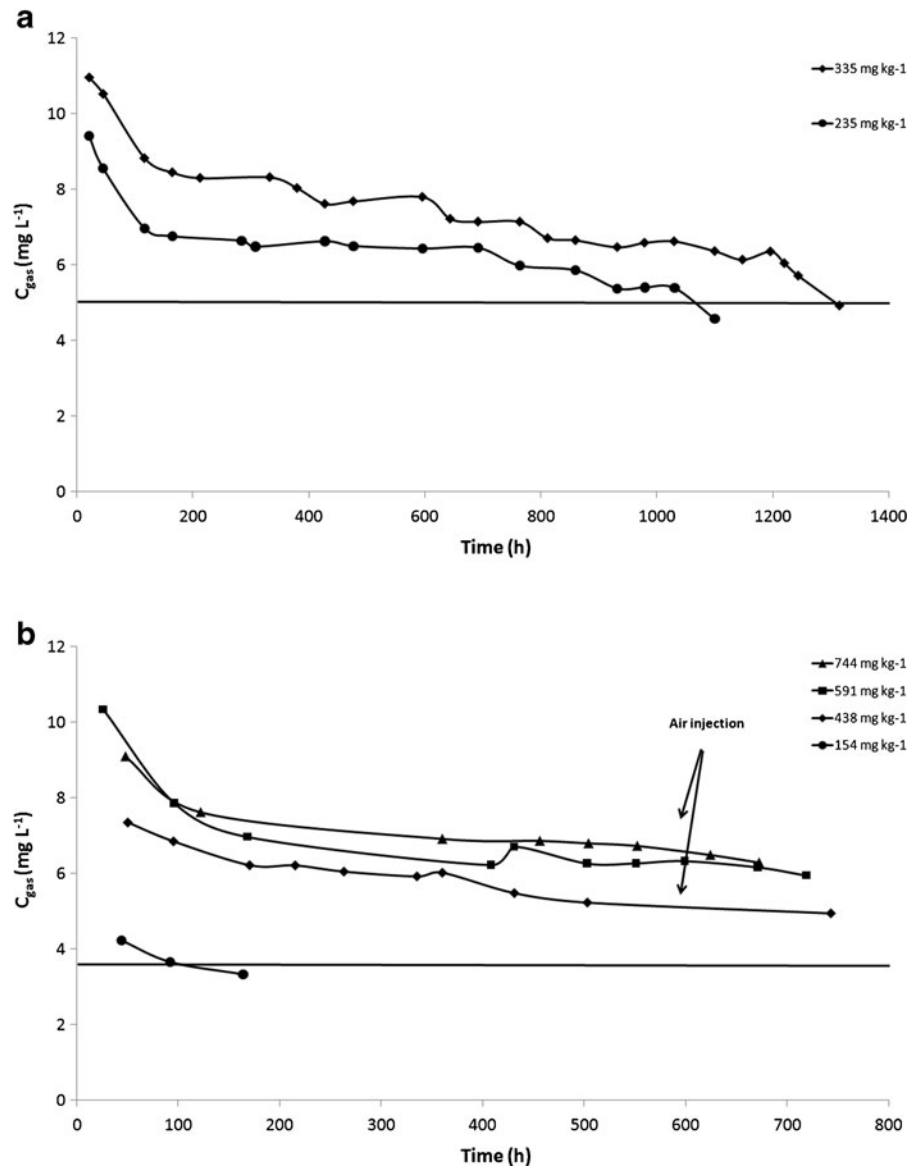 a
12
10
8
6
4
2
0
C_gas (mg L⁻¹)
0 200 400 600 800 1000 1200 1400
Time (h)
335 mg kg-1
235 mg kg-1
b
12
10
8
6
4
2
0
C_gas (mg L⁻¹)
0 100 200 300 400 500 600 700 800
Time (h)
744 mg kg-1
591 mg kg-1
438 mg kg-1
154 mg kg-1
Air injection